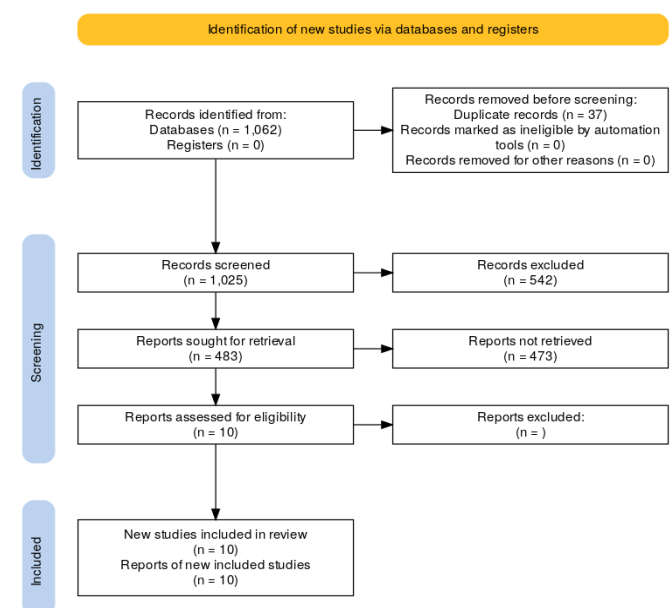 Identification of new studies via databases and registers
Identification
Records identified from:
Databases (n = 1,062)
Registers (n = 0)
Records removed before screening:
Duplicate records (n = 37)
Records marked as ineligible by automation
tools (n = 0)
Records removed for other reasons (n = 0)
Screening
Records screened
(n = 1,025)
Records excluded
(n = 542)
Reports sought for retrieval
(n = 483)
Reports not retrieved
(n = 473)
Reports assessed for eligibility
(n = 10)
Reports excluded:
(n = )
Included
New studies included in review
(n = 10)
Reports of new included studies
(n = 10)